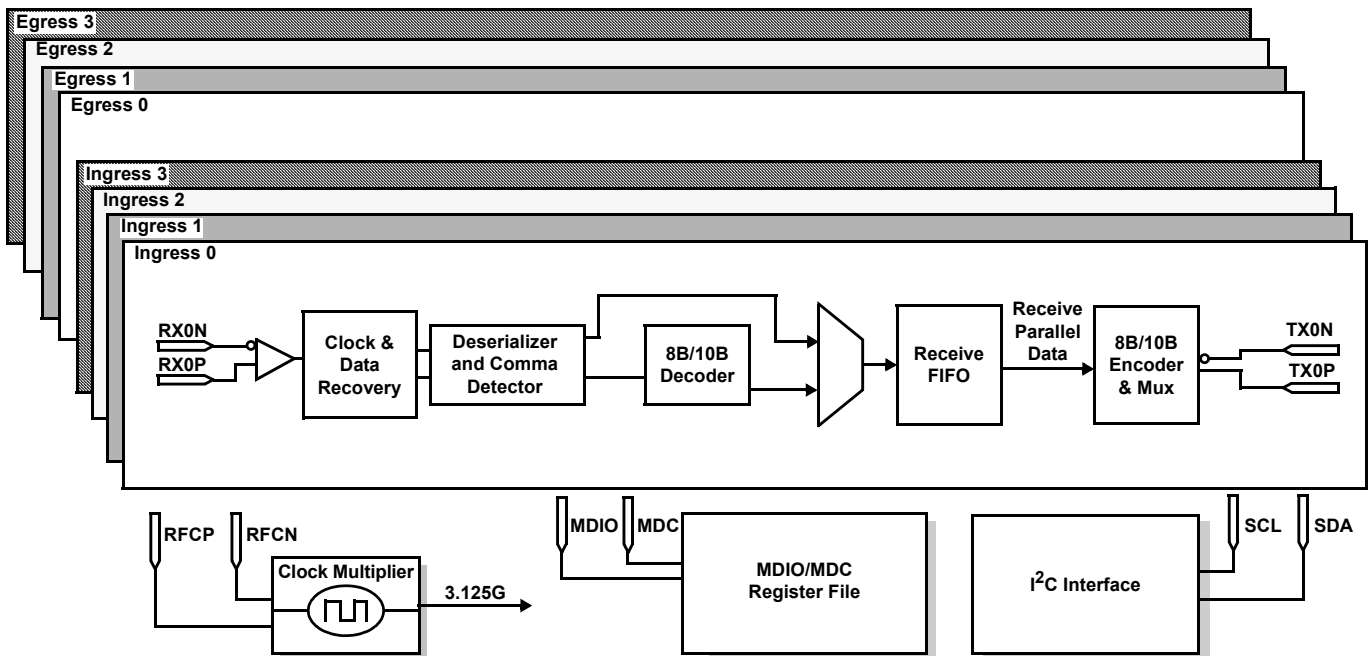 Egress 3
Egress 2
Egress 1
Egress 0
Ingress 3
Ingress 2
Ingress 1
Ingress 0
RX0N
RX0P
Clock &
Data
Recovery
Deserializer
and Comma
Detector
8B/10B
Decoder
Receive
FIFO
Receive
Parallel
Data
8B/10B
Encoder
& Mux
TX0N
TX0P
RFCP
RFCN
Clock Multiplier
3.125G
MDIO
MDC
MDIO/MDC
Register File
I²C Interface
SCL
SDA